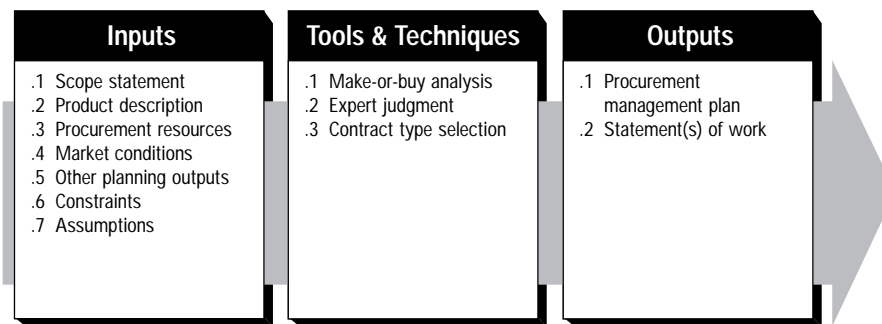 Inputs
.1 Scope statement
.2 Product description
.3 Procurement resources
.4 Market conditions
.5 Other planning outputs
.6 Constraints
.7 Assumptions
Tools & Techniques
.1 Make-or-buy analysis
.2 Expert judgment
.3 Contract type selection
Outputs
.1 Procurement
management plan
.2 Statement(s) of work